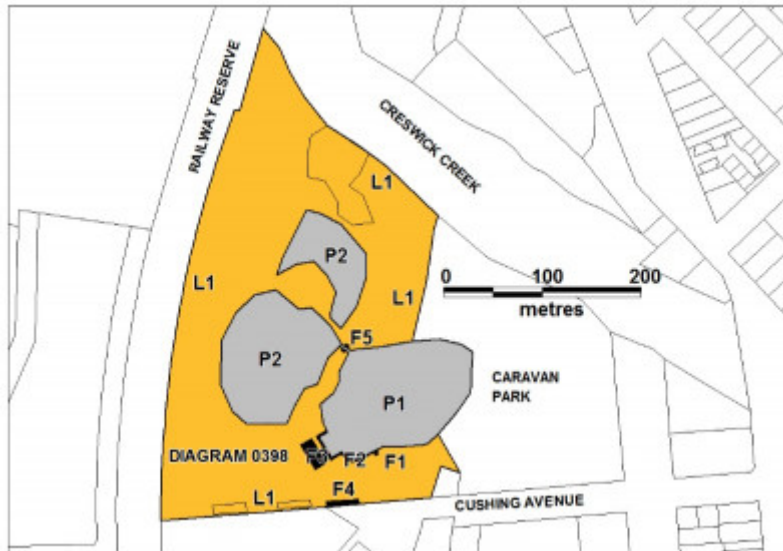 RAILWAY RESERVE
CRESWICK CREEK
L1
P2
0 100 200
metres
L1
L1
F5
P2
P1
CARAVAN
PARK
DIAGRAM 0398
F3
F2
F1
L1
F4
CUSHING AVENUE